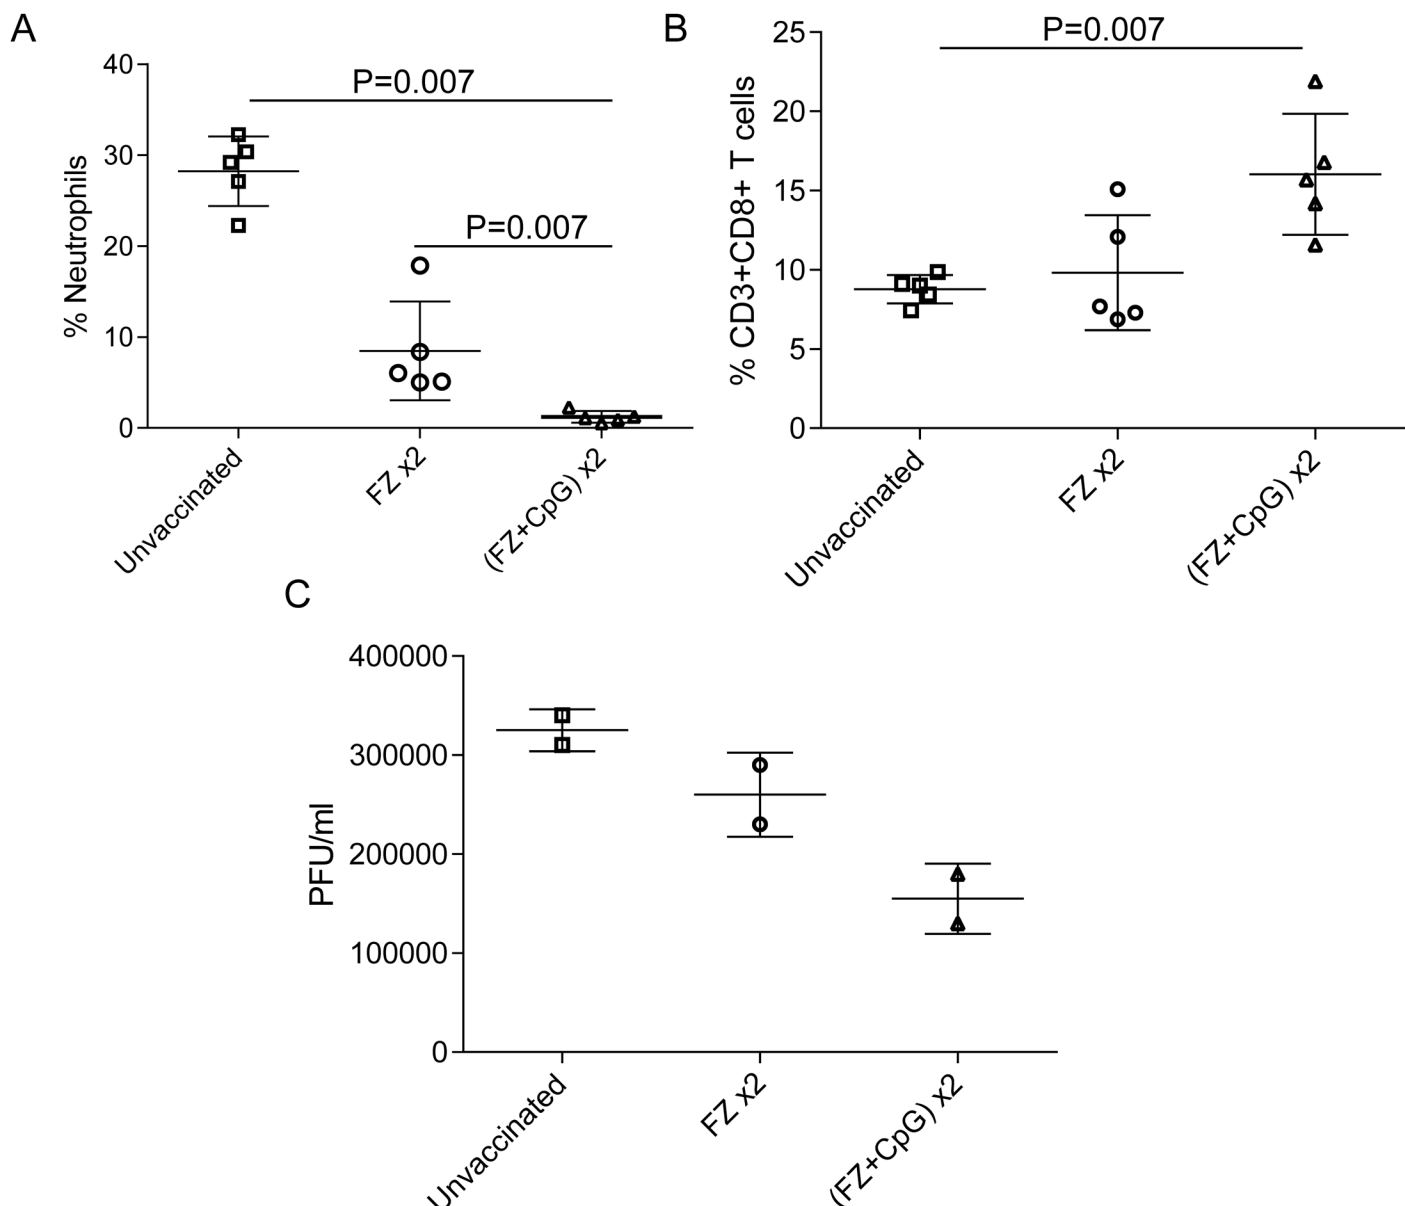 A
% Neutrophils
40
30
20
10
0
P=0.007
P=0.007
Unvaccinated
FZ x2
(FZ+CpG) x2
B
% CD3+CD8+ T cells
25
20
15
10
5
0
P=0.007
Unvaccinated
FZ x2
(FZ+CpG) x2
C
PFU/ml
400000
300000
200000
100000
0
Unvaccinated
FZ x2
(FZ+CpG) x2